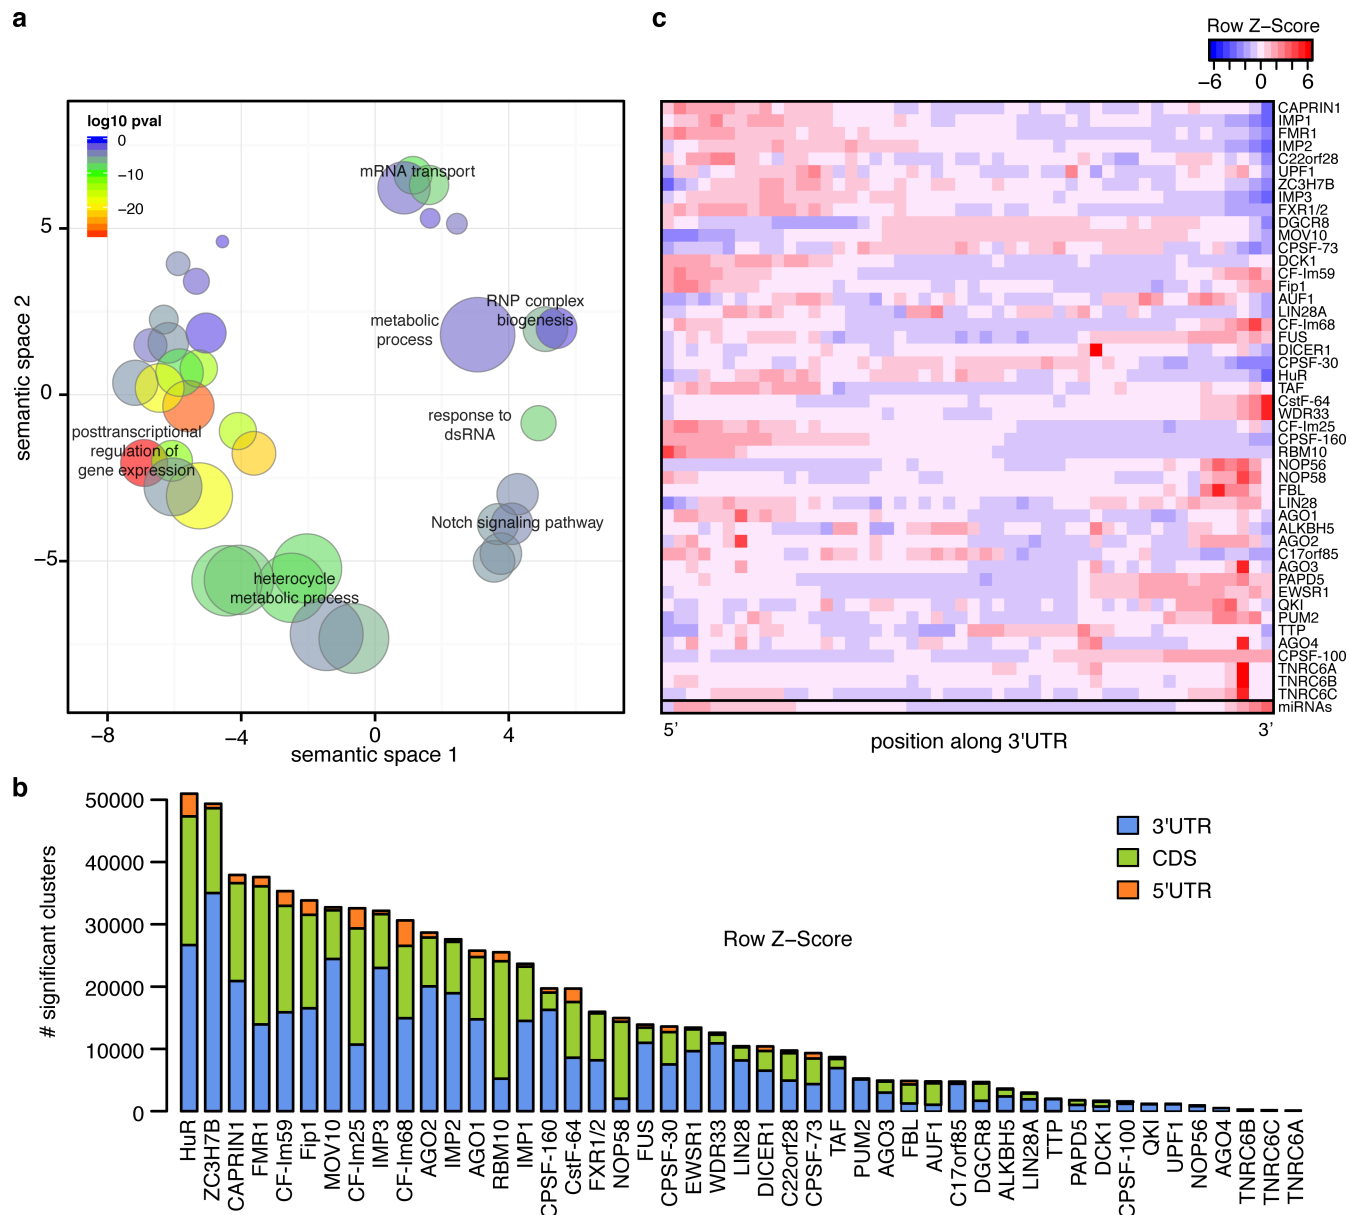 a
log10 pval
0
−10
−20
mRNA transport
RNP complex
biogenesis
metabolic
process
response to
dsRNA
posttranscriptional
regulation of
gene expression
Notch signaling pathway
heterocycle
metabolic process
5
0
−5
semantic space 2
−8
−4
0
4
semantic space 1
c
Row Z−Score
−6
0
6
CAPRIN1
IMP1
FMR1
IMP2
C22orf28
UPF1
ZC3H7B
IMP3
FXR1/2
DGCR8
MOV10
CPSF-73
DCK1
CF-Im59
Fip1
AUF1
LIN28A
CF-Im68
FUS
DICER1
CPSF-30
HuR
TAF
CstF-64
WDR33
CF-Im25
CPSF-160
RBM10
NOP56
NOP58
FBL
LIN28
AGO1
ALKBH5
AGO2
C17orf85
AGO3
PAPD5
EWSR1
QKI
PUM2
TTP
AGO4
CPSF-100
TNRC6A
TNRC6B
TNRC6C
miRNAs
5’
3’
position along 3'UTR
b
# significant clusters
50000
40000
30000
20000
10000
0
3'UTR
CDS
5'UTR
Row Z−Score
HuR
ZC3H7B
CAPRIN1
FMR1
CF-Im59
Fip1
MOV10
CF-Im25
IMP3
CF-Im68
AGO2
IMP2
AGO1
RBM10
IMP1
CPSF-160
CstF-64
FXR1/2
NOP58
FUS
CPSF-30
EWSR1
WDR33
LIN28
DICER1
C22orf28
CPSF-73
TAF
PUM2
AGO3
FBL
AUF1
C17orf85
DGCR8
ALKBH5
LIN28A
TTP
PAPD5
DCK1
CPSF-100
QKI
UPF1
NOP56
AGO4
TNRC6B
TNRC6C
TNRC6A